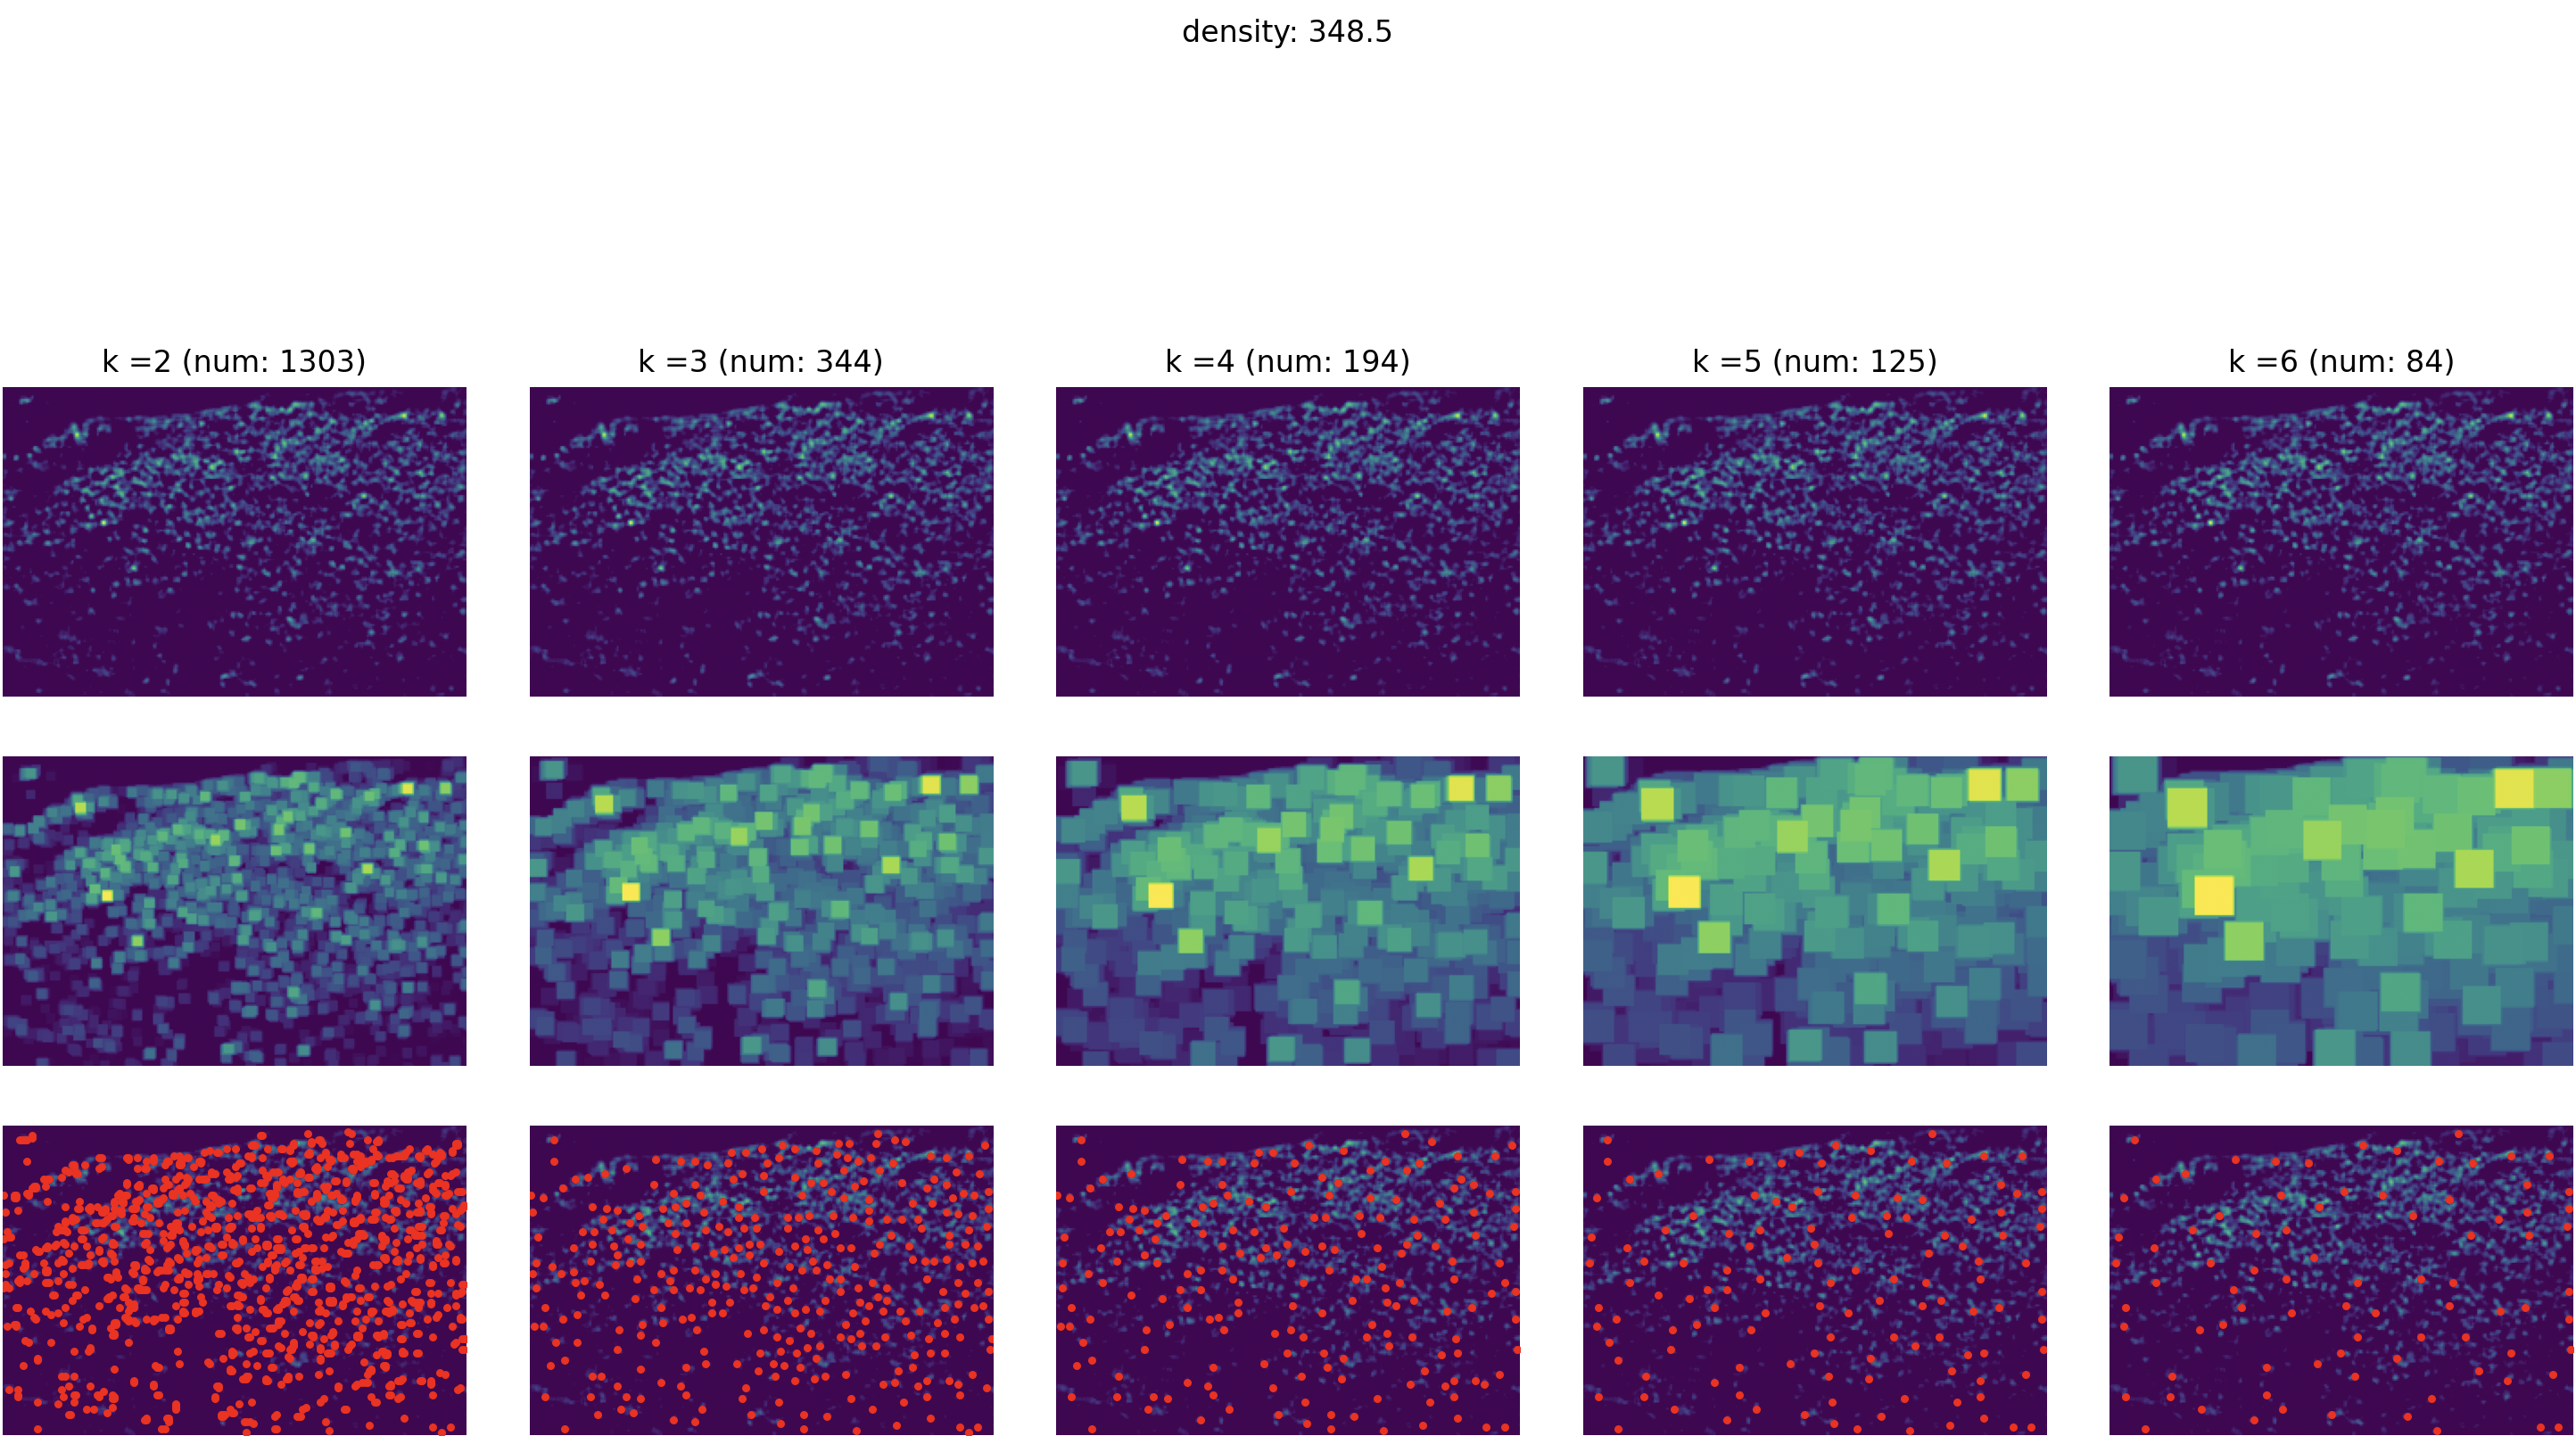 density: 348.5
k =2 (num: 1303)
k =3 (num: 344)
k =4 (num: 194)
k =5 (num: 125)
k =6 (num: 84)